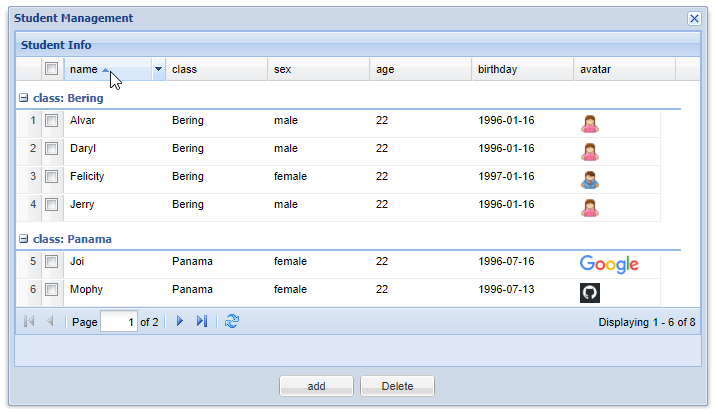 Student Management
Student Info
name class sex age birthday avatar
class: Bering
1 Alvar Bering male 22 1996-01-16
2 Daryl Bering male 22 1996-01-16
3 Felicity Bering female 22 1997-01-16
4 Jerry Bering male 22 1996-01-16
class: Panama
5 Joi Panama female 22 1996-07-16 Google
6 Mophy Panama female 22 1996-07-13
Page 1 of 2 Displaying 1 - 6 of 8
add Delete